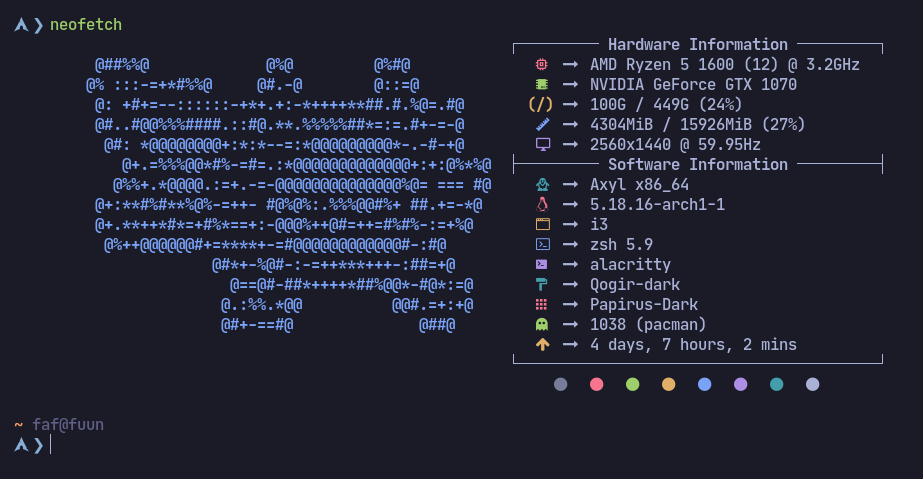 ❯ neofetch
Hardware Information
AMD Ryzen 5 1600 (12) @ 3.2GHz
NVIDIA GeForce GTX 1070
(/) → 100G / 449G (24%)
4304MiB / 15926MiB (27%)
2560x1440 @ 59.95Hz
Software Information
Axyl x86_64
5.18.16-arch1-1
i3
zsh 5.9
alacritty
Qogir-dark
Papirus-Dark
1038 (pacman)
4 days, 7 hours, 2 mins
~ faf@fuun
❯